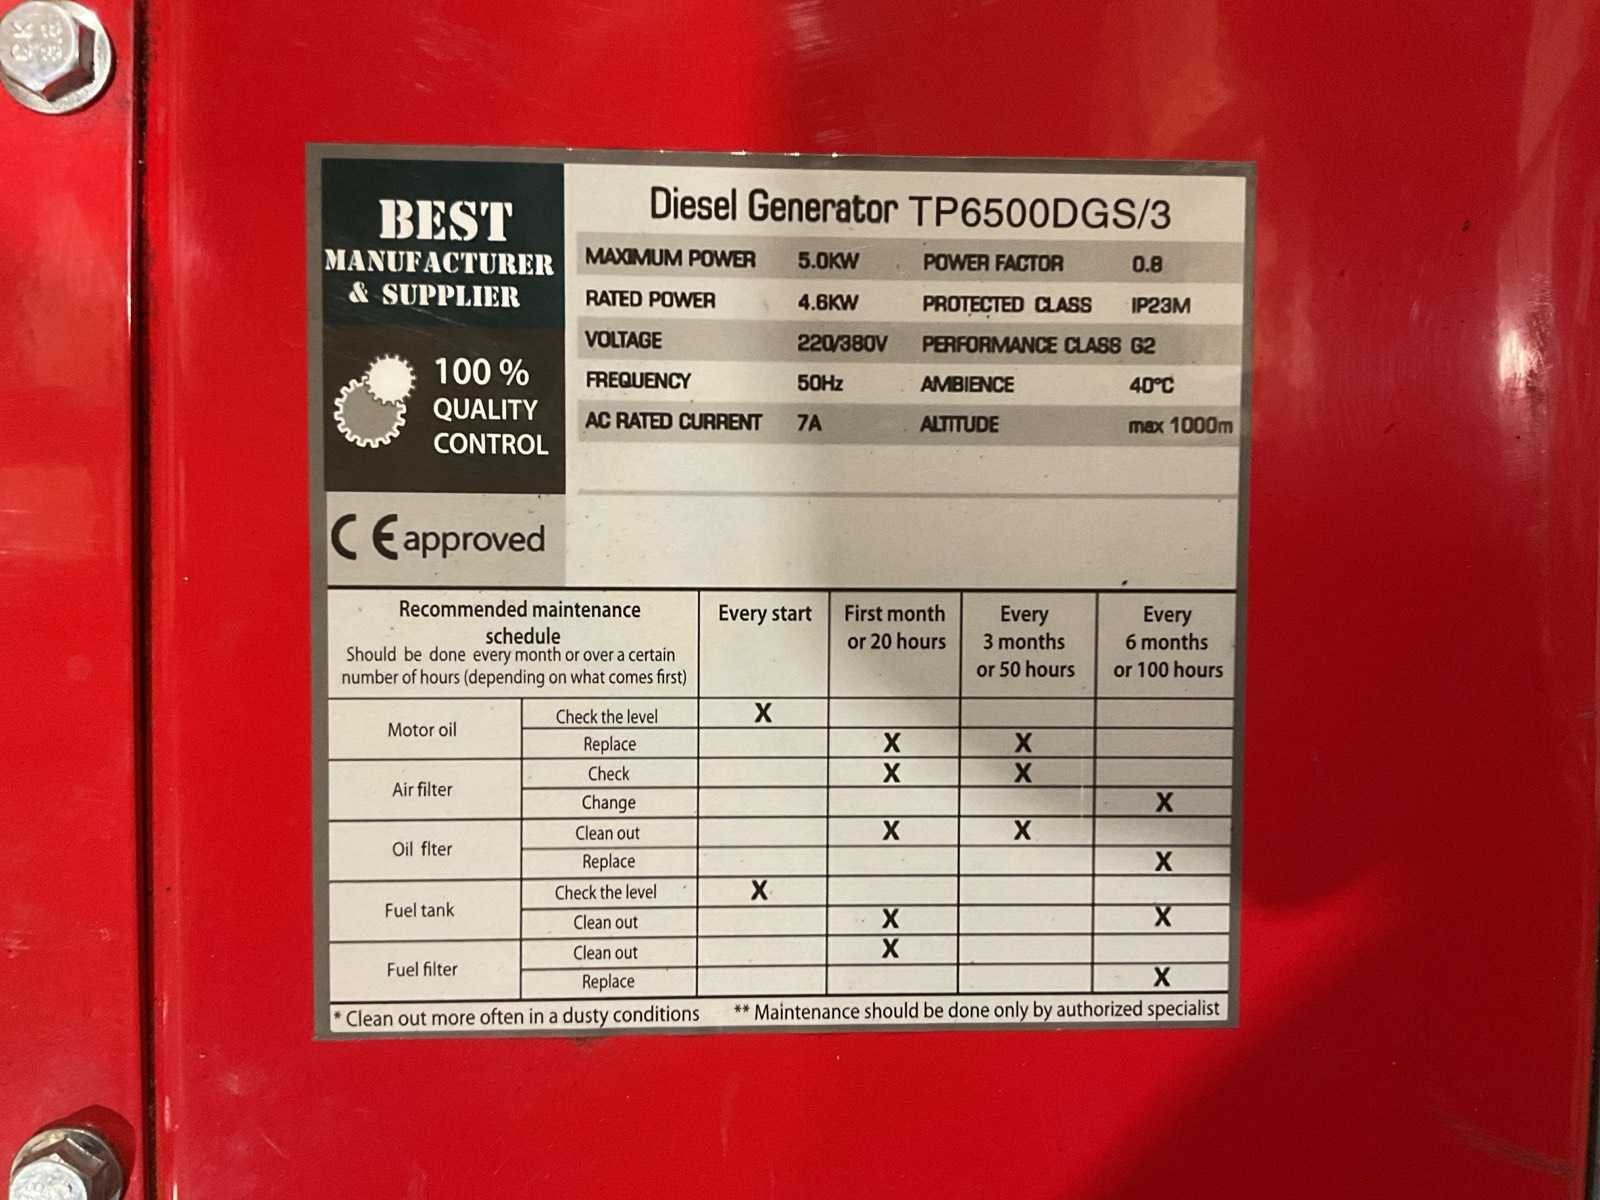 BEST
MANUFACTURER
& SUPPLIER
100 %
QUALITY
CONTROL
CE approved
Diesel Generator TP6500DGS/3
MAXIMUM POWER 5.0KW POWER FACTOR 0.8
RATED POWER 4.6KW PROTECTED CLASS IP23M
VOLTAGE 220/380V PERFORMANCE CLASS G2
FREQUENCY 50Hz AMBIENCE 40°C
AC RATED CURRENT 7A ALTITUDE max 1000m
Recommended maintenance
schedule
Should be done every month or over a certain
number of hours (depending on what comes first)
Every start
First month
or 20 hours
Every
3 months
or 50 hours
Every
6 months
or 100 hours
Motor oil
Check the level X
Replace X X
Air filter
Check X X
Change X
Oil flter
Clean out X X
Replace X
Fuel tank
Check the level X
Clean out X X
Fuel filter
Clean out X
Replace X
* Clean out more often in a dusty conditions ** Maintenance should be done only by authorized specialist